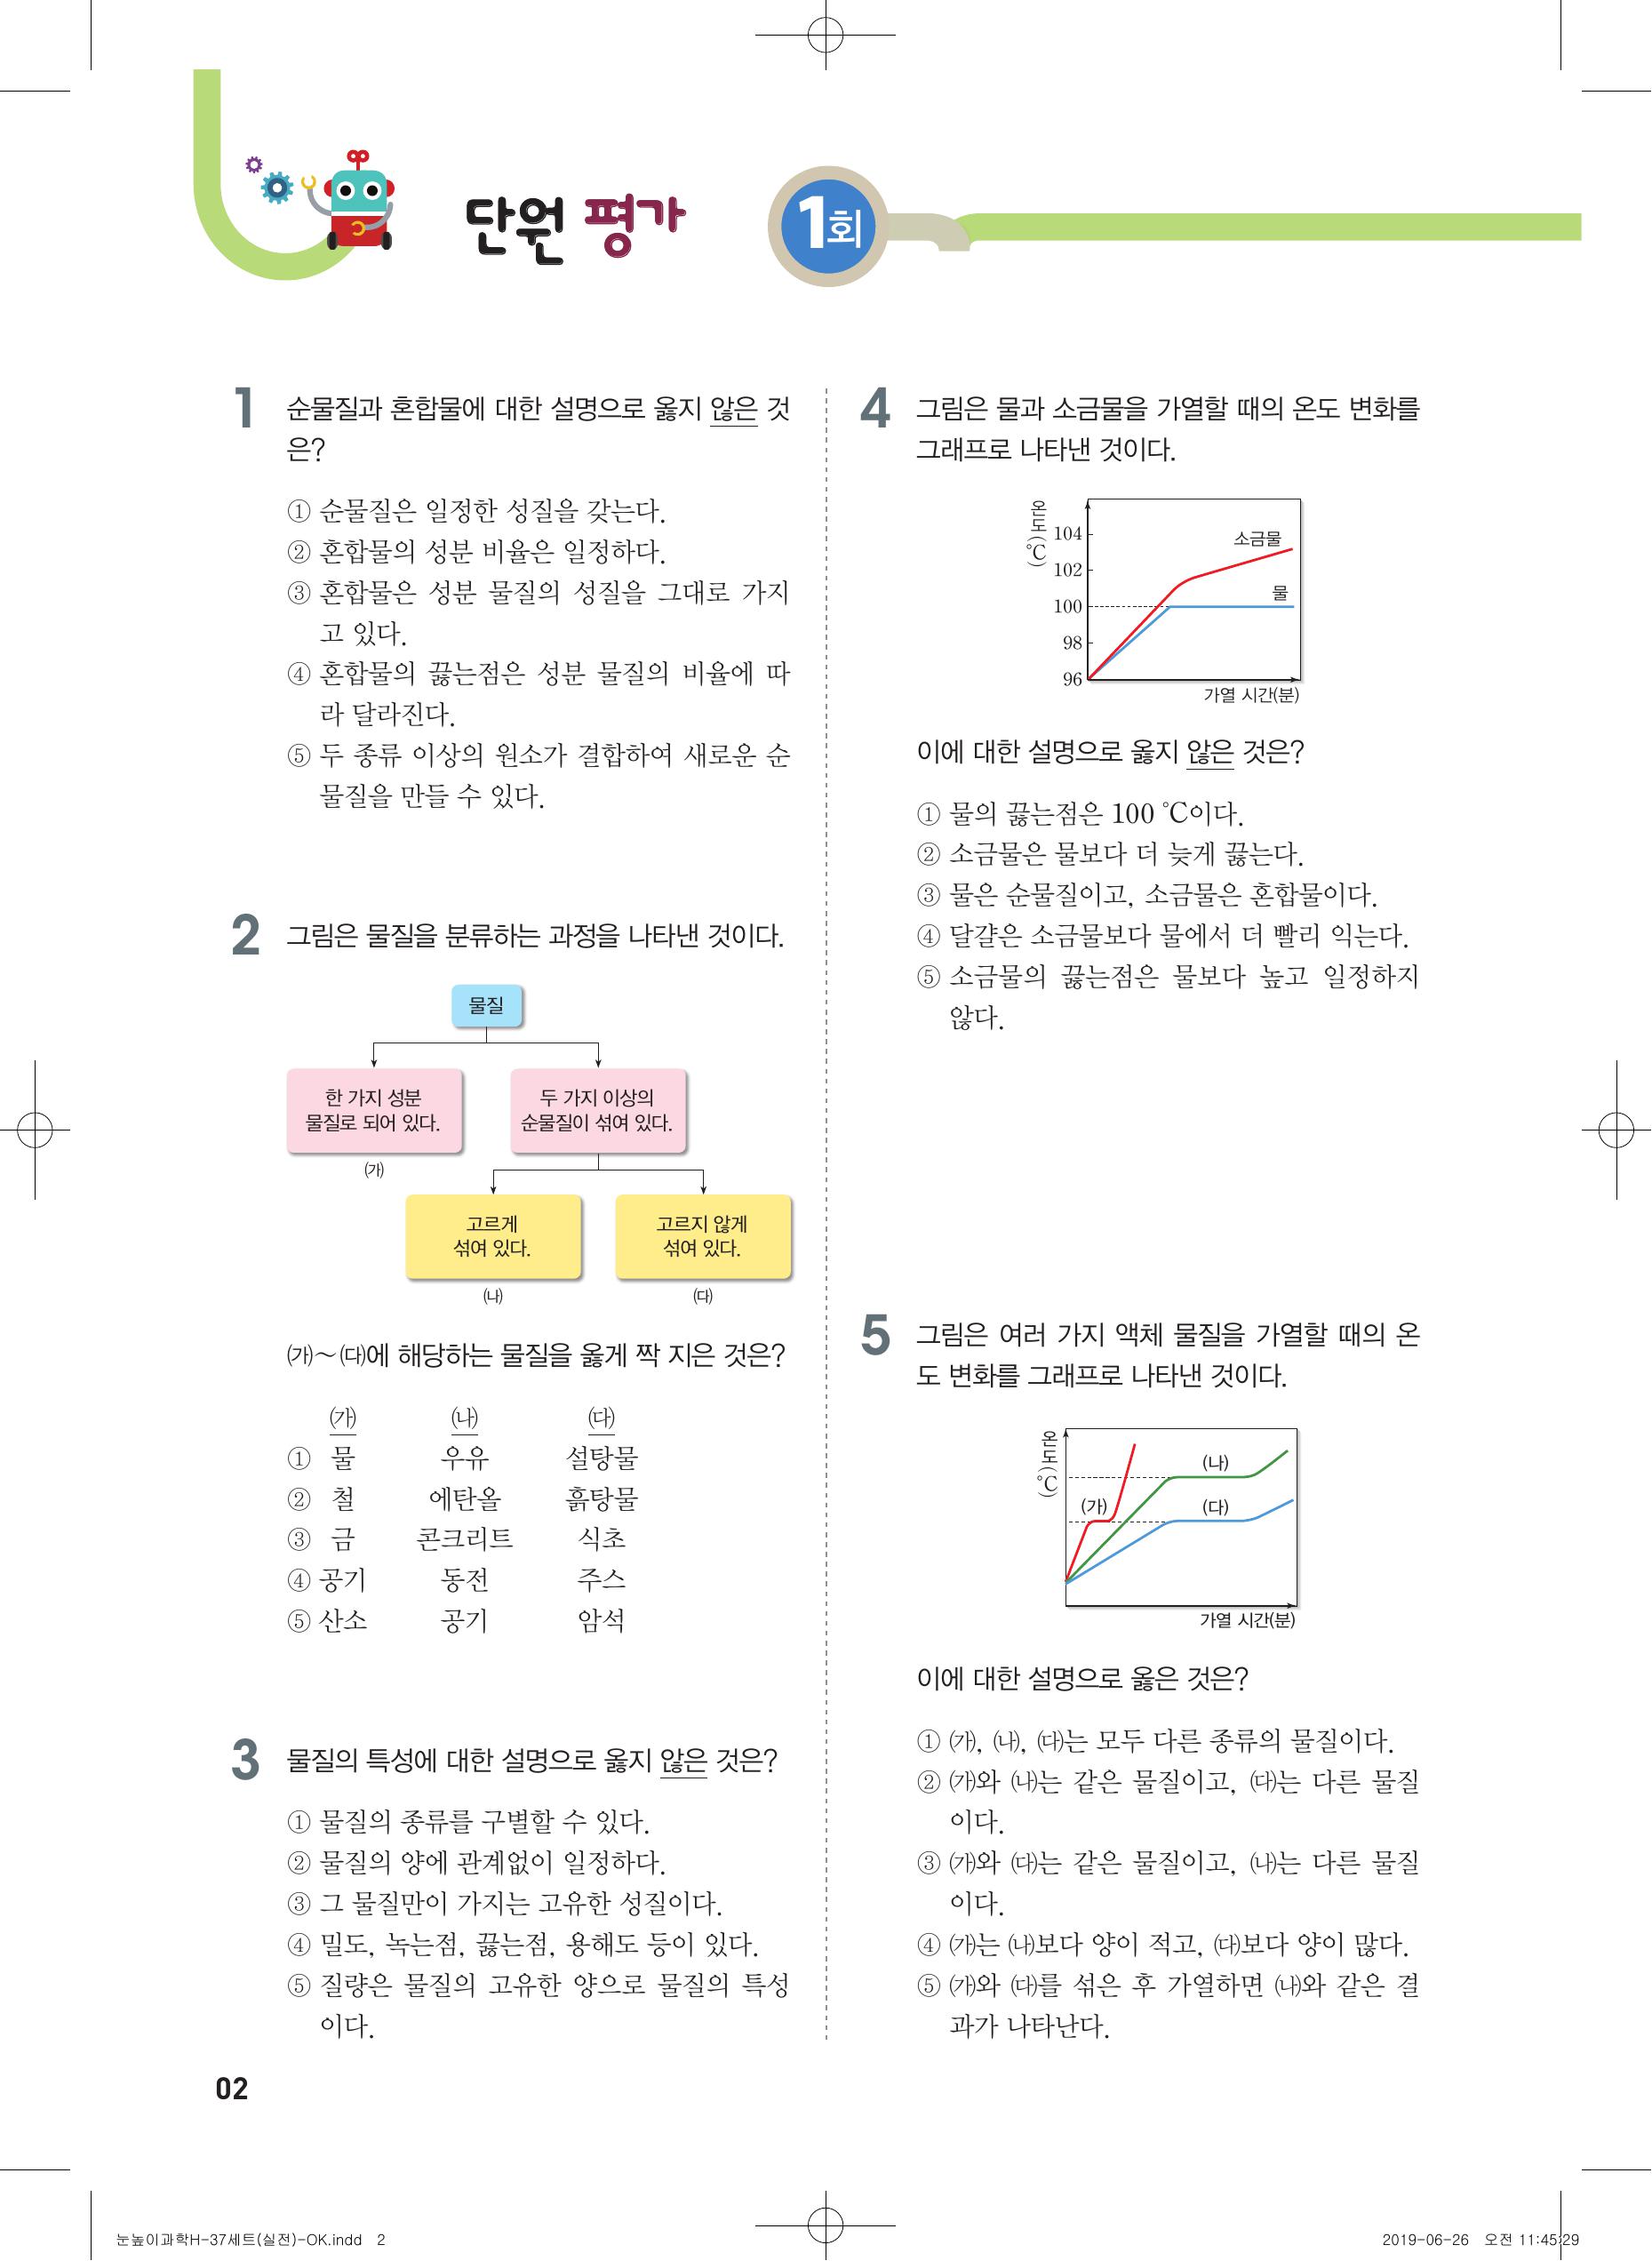 단원 평가 1회
1 순물질과 혼합물에 대한 설명으로 옳지 않은 것
은?
① 순물질은 일정한 성질을 갖는다.
② 혼합물의 성분 비율은 일정하다.
③ 혼합물은 성분 물질의 성질을 그대로 가지
고 있다.
④ 혼합물의 끓는점은 성분 물질의 비율에 따
라 달라진다.
⑤ 두 종류 이상의 원소가 결합하여 새로운 순
물질을 만들 수 있다.
2 그림은 물질을 분류하는 과정을 나타낸 것이다.
물질
한 가지 성분
물질로 되어 있다.
두 가지 이상의
순물질이 섞여 있다.
㈎
고르게
섞여 있다.
고르지 않게
섞여 있다.
㈏ ㈐
㈎～㈐에 해당하는 물질을 옳게 짝 지은 것은?
㈎ ㈏ ㈐
① 물 우유 설탕물
② 철 에탄올 흙탕물
③ 금 콘크리트 식초
④ 공기 동전 주스
⑤ 산소 공기 암석
3 물질의 특성에 대한 설명으로 옳지 않은 것은?
① 물질의 종류를 구별할 수 있다.
② 물질의 양에 관계없이 일정하다.
③ 그 물질만이 가지는 고유한 성질이다.
④ 밀도, 녹는점, 끓는점, 용해도 등이 있다.
⑤ 질량은 물질의 고유한 양으로 물질의 특성
이다.
02
4 그림은 물과 소금물을 가열할 때의 온도 변화를
그래프로 나타낸 것이다.
온도(℃)
104
102
100
98
96
소금물
물
가열 시간(분)
이에 대한 설명으로 옳지 않은 것은?
① 물의 끓는점은 100 ℃이다.
② 소금물은 물보다 더 늦게 끓는다.
③ 물은 순물질이고, 소금물은 혼합물이다.
④ 달걀은 소금물보다 물에서 더 빨리 익는다.
⑤ 소금물의 끓는점은 물보다 높고 일정하지
않다.
5 그림은 여러 가지 액체 물질을 가열할 때의 온
도 변화를 그래프로 나타낸 것이다.
온도(℃)
(나)
(가) (다)
가열 시간(분)
이에 대한 설명으로 옳은 것은?
① ㈎, ㈏, ㈐는 모두 다른 종류의 물질이다.
② ㈎와 ㈏는 같은 물질이고, ㈐는 다른 물질
이다.
③ ㈎와 ㈐는 같은 물질이고, ㈏는 다른 물질
이다.
④ ㈎는 ㈏보다 양이 적고, ㈐보다 양이 많다.
⑤ ㈎와 ㈐를 섞은 후 가열하면 ㈏와 같은 결
과가 나타난다.
눈높이과학H-37세트(실전)-OK.indd 2
2019-06-26 오전 11:45:29